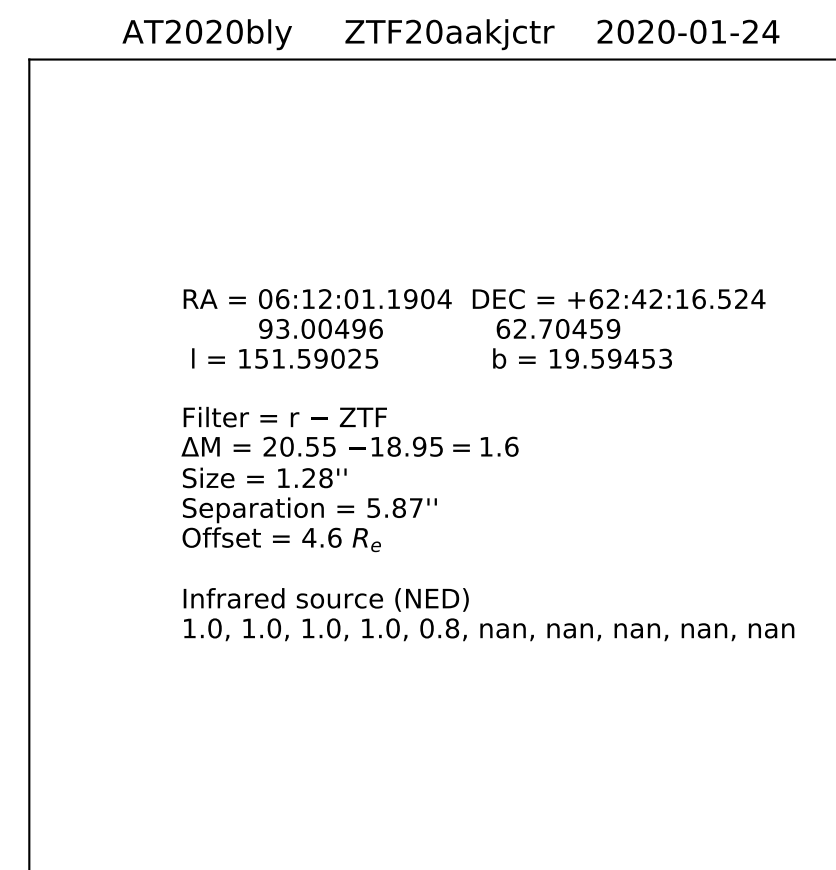 AT2020bly ZTF20aakjctr 2020-01-24
RA = 06:12:01.1904 DEC = +62:42:16.524
93.00496 62.70459
l = 151.59025 b = 19.59453
Filter = r − ZTF
ΔM = 20.55 −18.95 = 1.6
Size = 1.28''
Separation = 5.87''
Offset = 4.6 Rₑ
Infrared source (NED)
1.0, 1.0, 1.0, 1.0, 0.8, nan, nan, nan, nan, nan